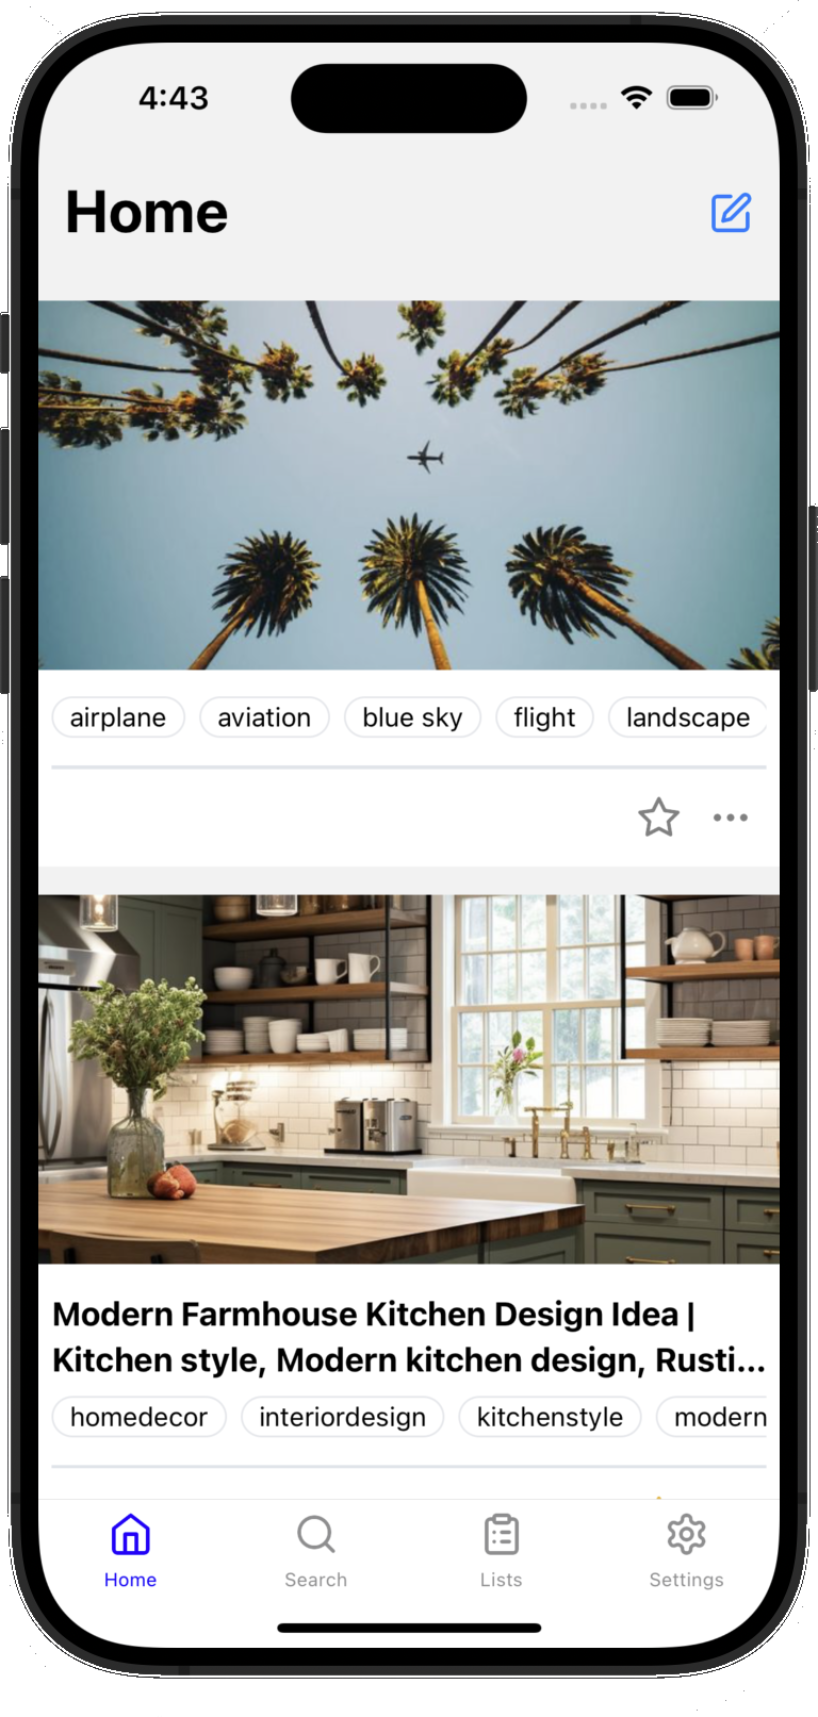 4:43
Home
airplane aviation blue sky flight landscape
Modern Farmhouse Kitchen Design Idea |
Kitchen style, Modern kitchen design, Rusti...
homedecor interiordesign kitchenstyle modern
Home Search Lists Settings